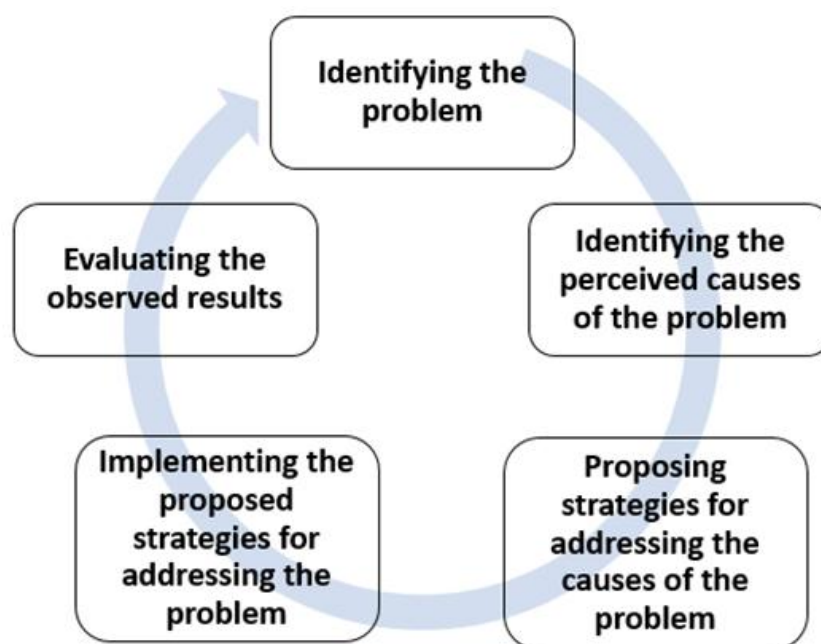 Identifying the
problem
Identifying the
perceived causes
of the problem
Proposing
strategies for
addressing the
causes of the
problem
Implementing the
proposed
strategies for
addressing the
problem
Evaluating the
observed results